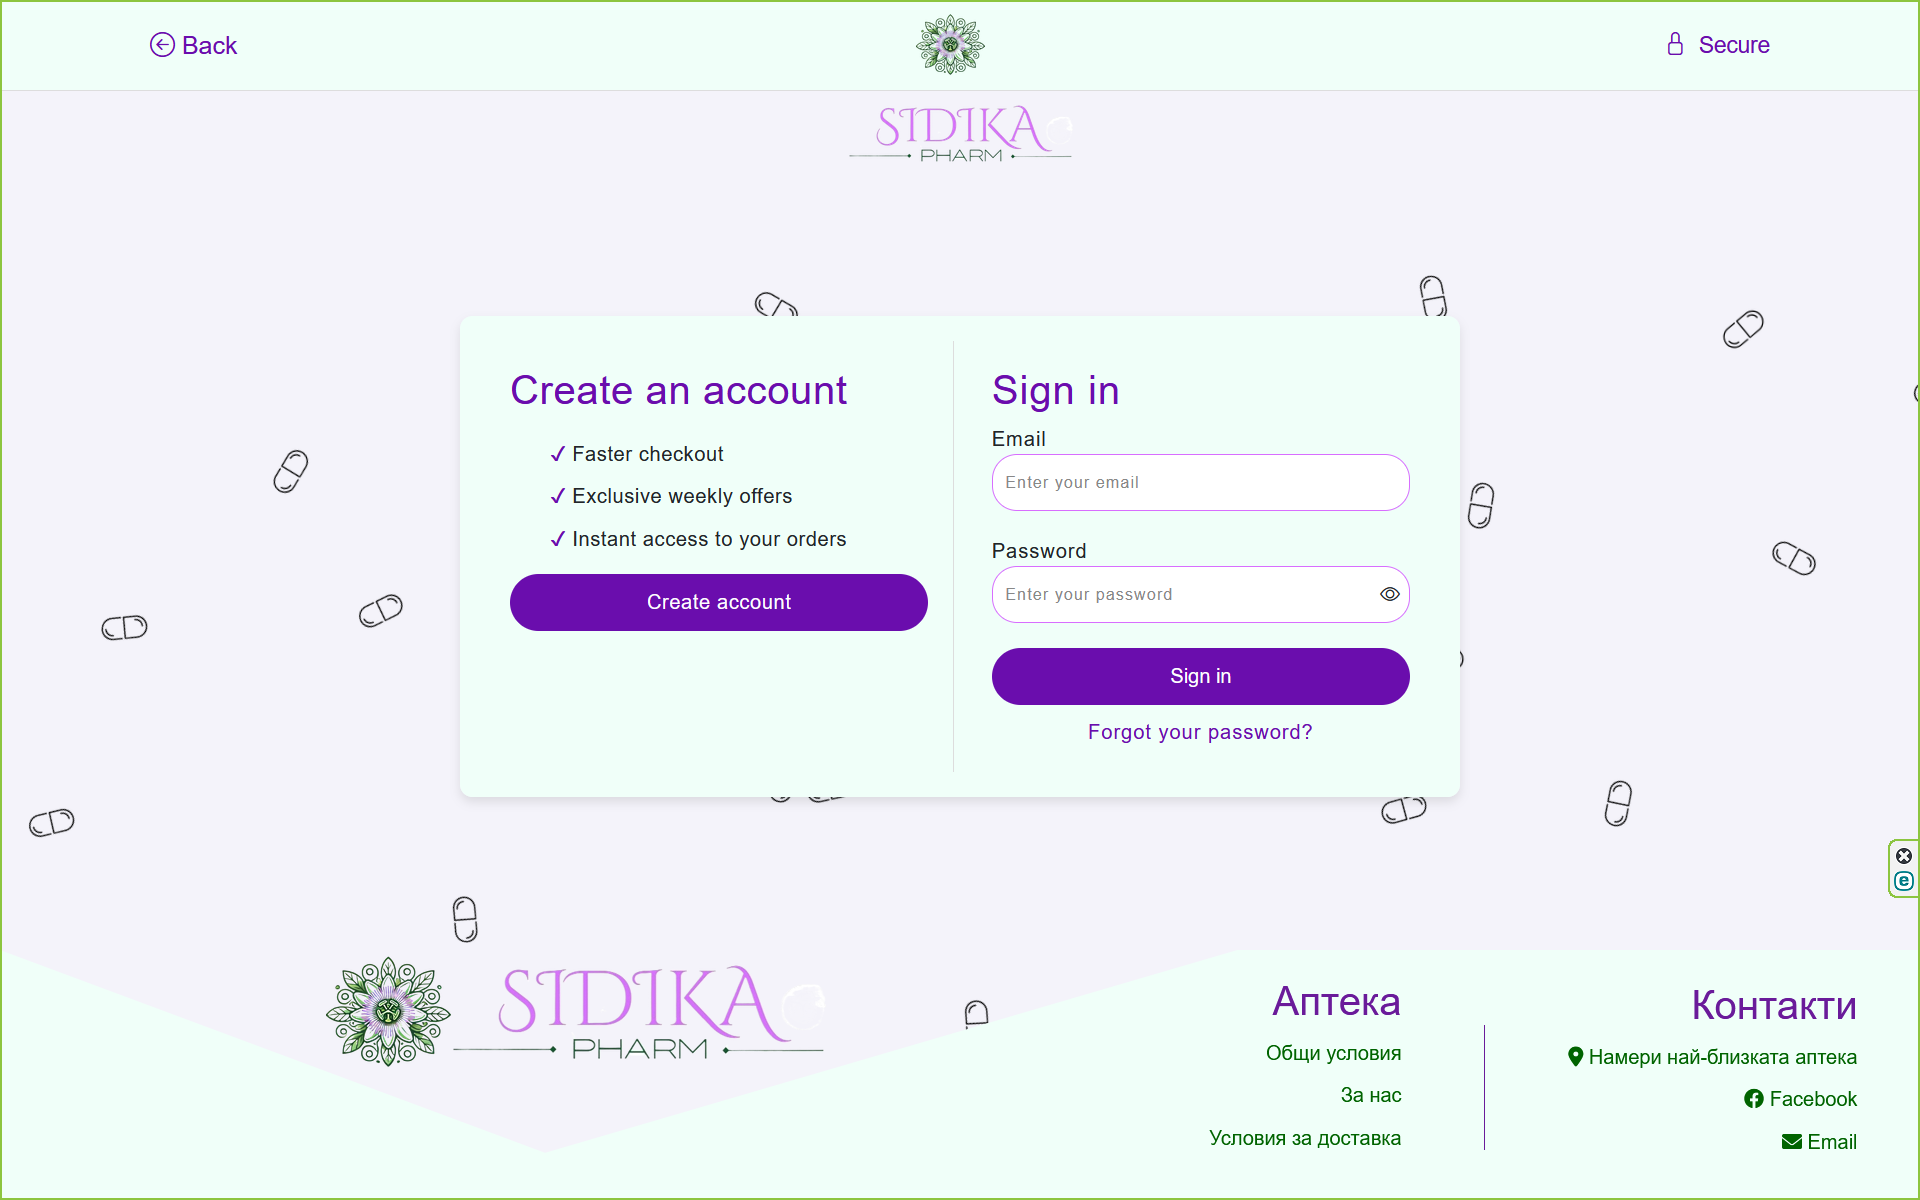 Back
Secure
SIDIKA
PHARM
Create an account
Faster checkout
Exclusive weekly offers
Instant access to your orders
Create account
Sign in
Email
Enter your email
Password
Enter your password
Sign in
Forgot your password?
SIDIKA
PHARM
Аптека
Общи условия
За нас
Условия за доставка
Контакти
Намери най-близката аптека
Facebook
Email